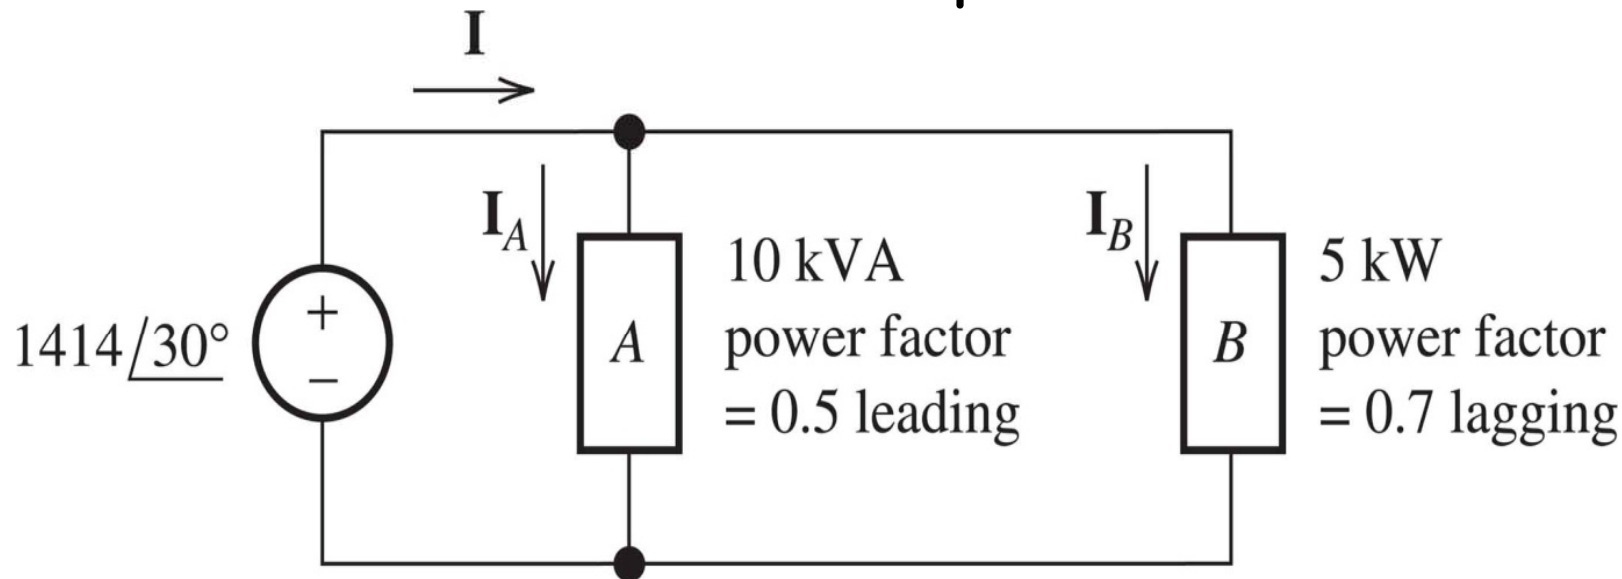 I
I_A
I_B
10 kVA
5 kW
+
1414/30°
A
power factor
B
power factor
−
= 0.5 leading
= 0.7 lagging